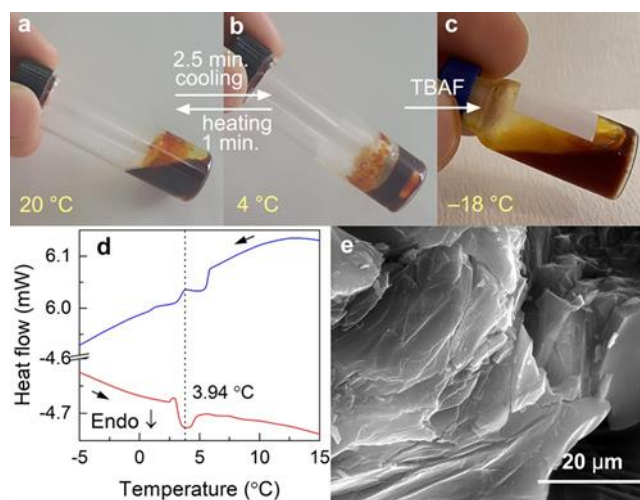 a
2.5 min.
cooling
heating
1 min.
20 °C
b
4 °C
TBAF
c
–18 °C
d
Heat flow (mW)
6.1
6.0
-4.6
-4.7
3.94 °C
Endo ↓
-5 0 5 10 15
Temperature (°C)
e
20 µm